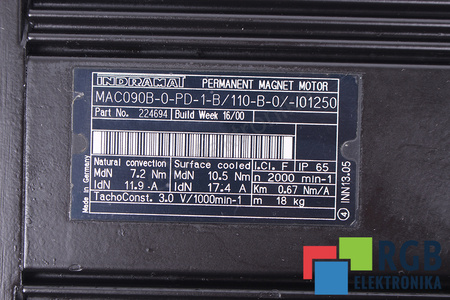 INDRAMAT PERMANENT MAGNET MOTOR
MAC090B-0-PD-1-B/110-B-0/-I01250
Part No. 224694 Build Week 16/00
Natural convection Surface cooled I.Cl. F IP 65
MdN 7.2 Nm MdN 10.5 Nm n 2000 min-1
IdN 11.9 A IdN 17.4 A Km 0.67 Nm/A
TachoConst. 3.0 V/1000min-1 m 18 kg
Made in Germany
4 INN13.05
RGB
ELEKTRONIKA